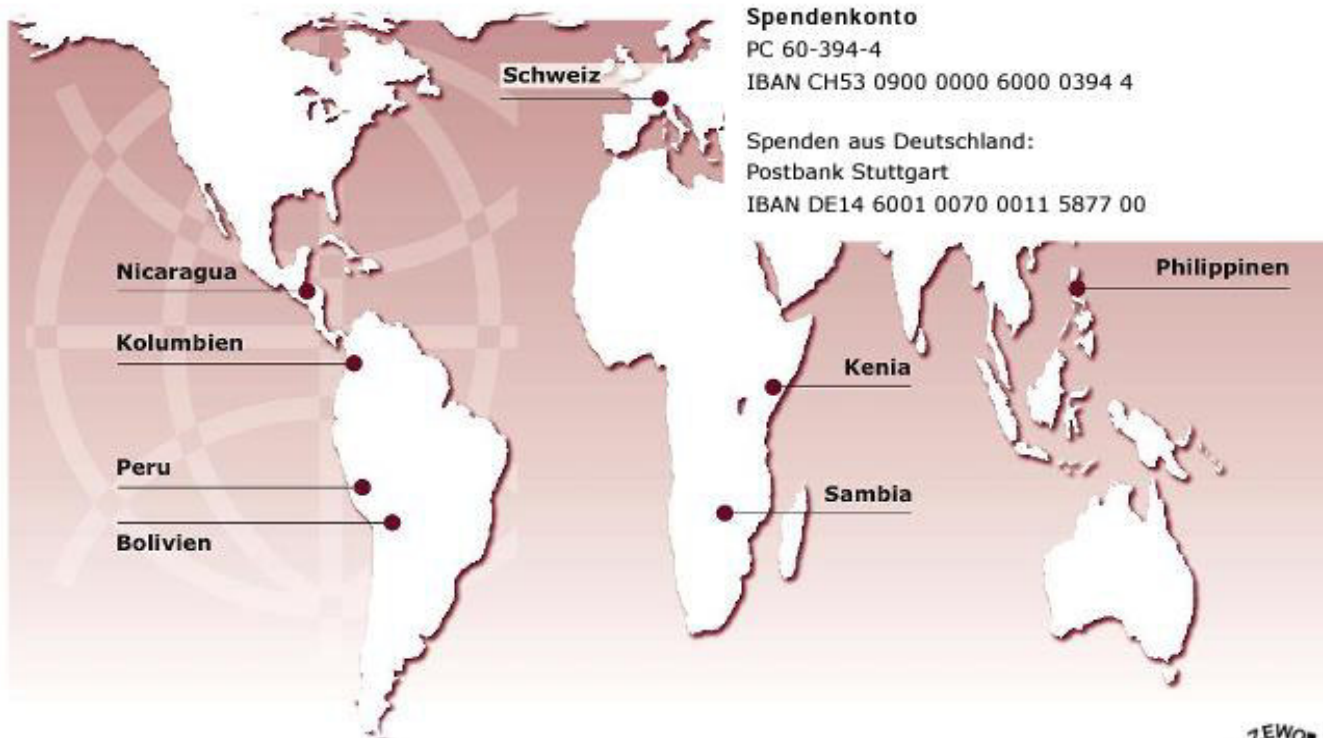 Spendenkonto
PC 60-394-4
IBAN CH53 0900 0000 6000 0394 4
Spenden aus Deutschland:
Postbank Stuttgart
IBAN DE14 6001 0070 0011 5877 00
Schweiz
Nicaragua
Philippinen
Kolumbien
Kenia
Peru
Sambia
Bolivien